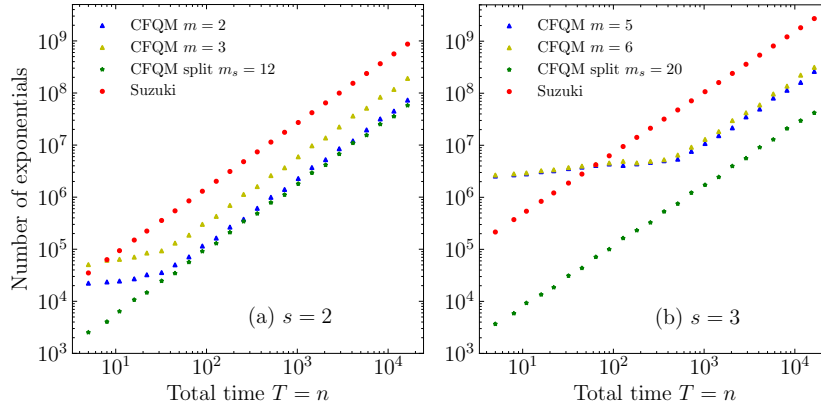 CFQM m = 2
CFQM m = 3
CFQM split m_s = 12
Suzuki
CFQM m = 5
CFQM m = 6
CFQM split m_s = 20
Suzuki
Number of exponentials
10^9
10^8
10^7
10^6
10^5
10^4
10^3
10^9
10^8
10^7
10^6
10^5
10^4
10^3
(a) s = 2
(b) s = 3
10^1 10^2 10^3 10^4
10^1 10^2 10^3 10^4
Total time T = n
Total time T = n